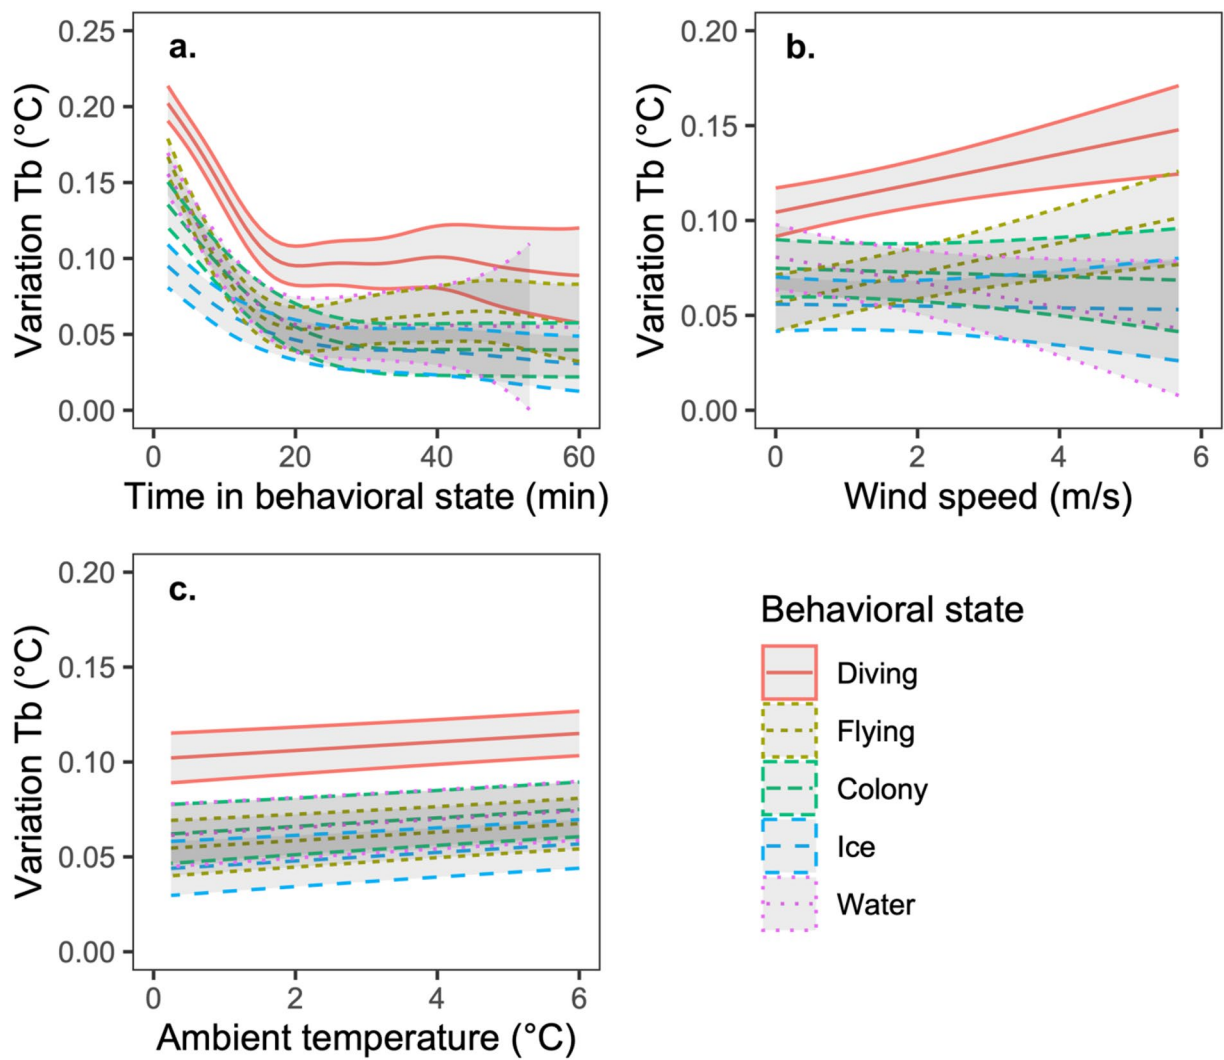 a.
Variation Tb (°C)
0.25
0.20
0.15
0.10
0.05
0.00
0 20 40 60
Time in behavioral state (min)
b.
Variation Tb (°C)
0.20
0.15
0.10
0.05
0.00
0 2 4 6
Wind speed (m/s)
c.
Variation Tb (°C)
0.20
0.15
0.10
0.05
0.00
0 2 4 6
Ambient temperature (°C)
Behavioral state
Diving
Flying
Colony
Ice
Water